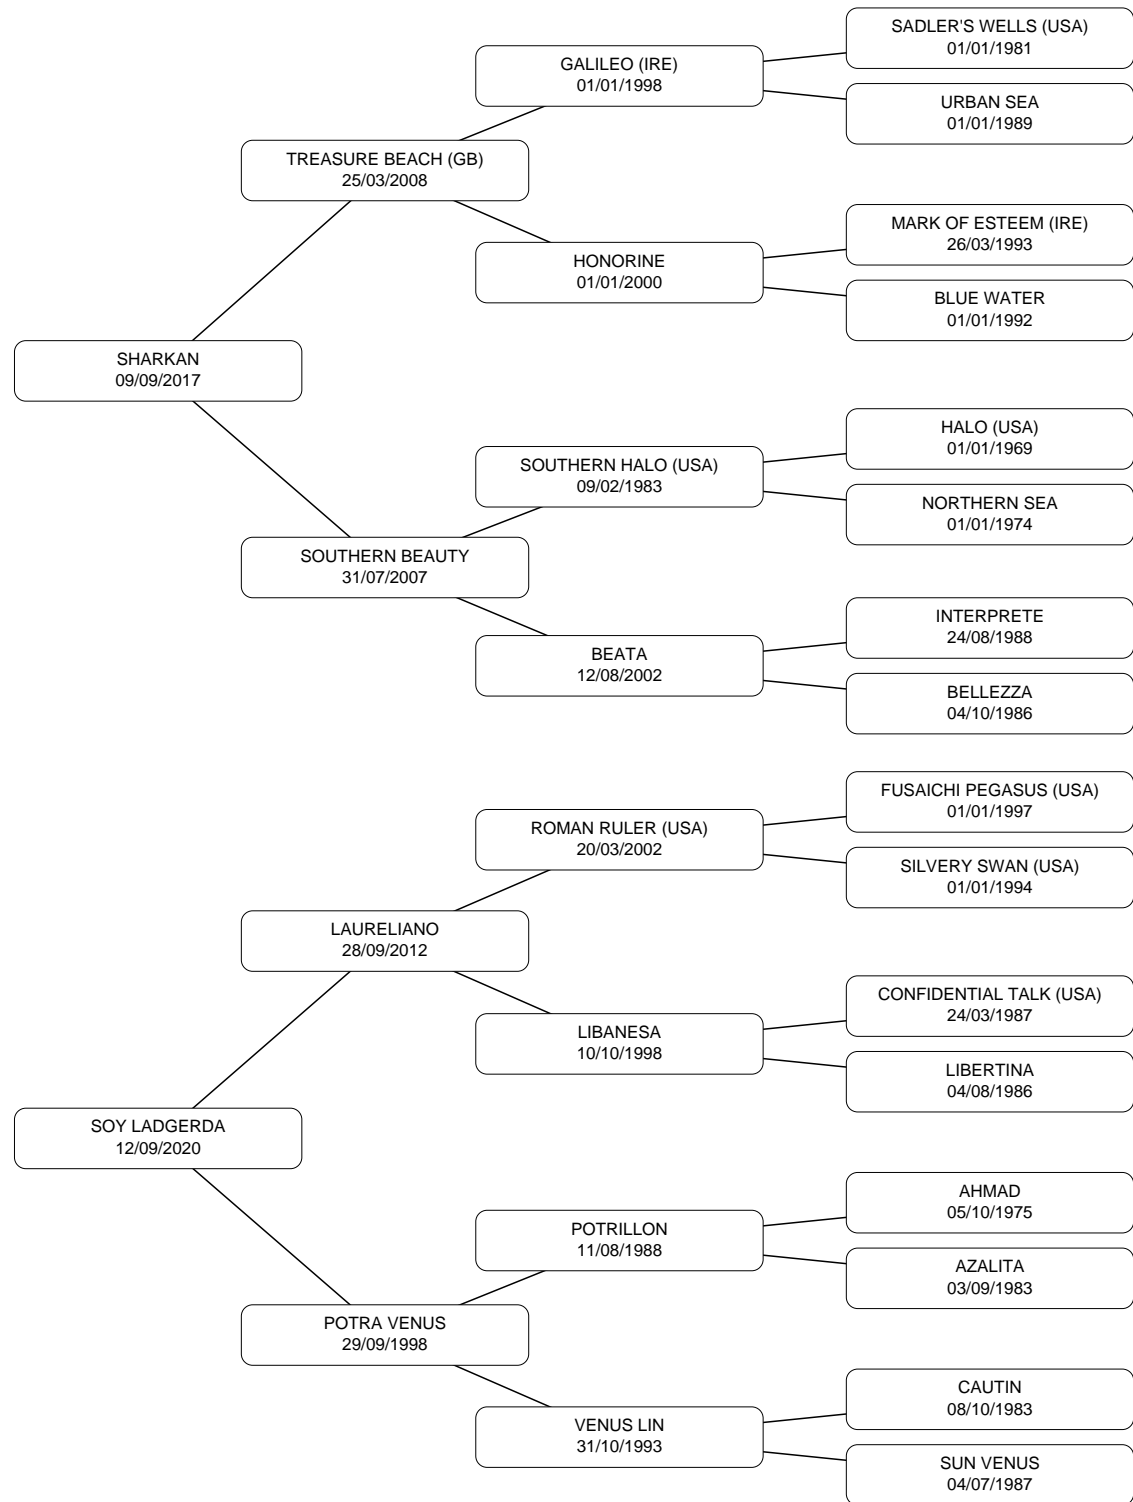 SADLER'S WELLS (USA)
01/01/1981
GALILEO (IRE)
01/01/1998
URBAN SEA
01/01/1989
TREASURE BEACH (GB)
25/03/2008
MARK OF ESTEEM (IRE)
26/03/1993
HONORINE
01/01/2000
BLUE WATER
01/01/1992
SHARKAN
09/09/2017
HALO (USA)
01/01/1969
SOUTHERN HALO (USA)
09/02/1983
NORTHERN SEA
01/01/1974
SOUTHERN BEAUTY
31/07/2007
INTERPRETE
24/08/1988
BEATA
12/08/2002
BELLEZZA
04/10/1986
FUSAICHI PEGASUS (USA)
01/01/1997
ROMAN RULER (USA)
20/03/2002
SILVERY SWAN (USA)
01/01/1994
LAURELIANO
28/09/2012
CONFIDENTIAL TALK (USA)
24/03/1987
LIBANESA
10/10/1998
LIBERTINA
04/08/1986
SOY LADGERDA
12/09/2020
AHMAD
05/10/1975
POTRILLON
11/08/1988
AZALITA
03/09/1983
POTRA VENUS
29/09/1998
CAUTIN
08/10/1983
VENUS LIN
31/10/1993
SUN VENUS
04/07/1987